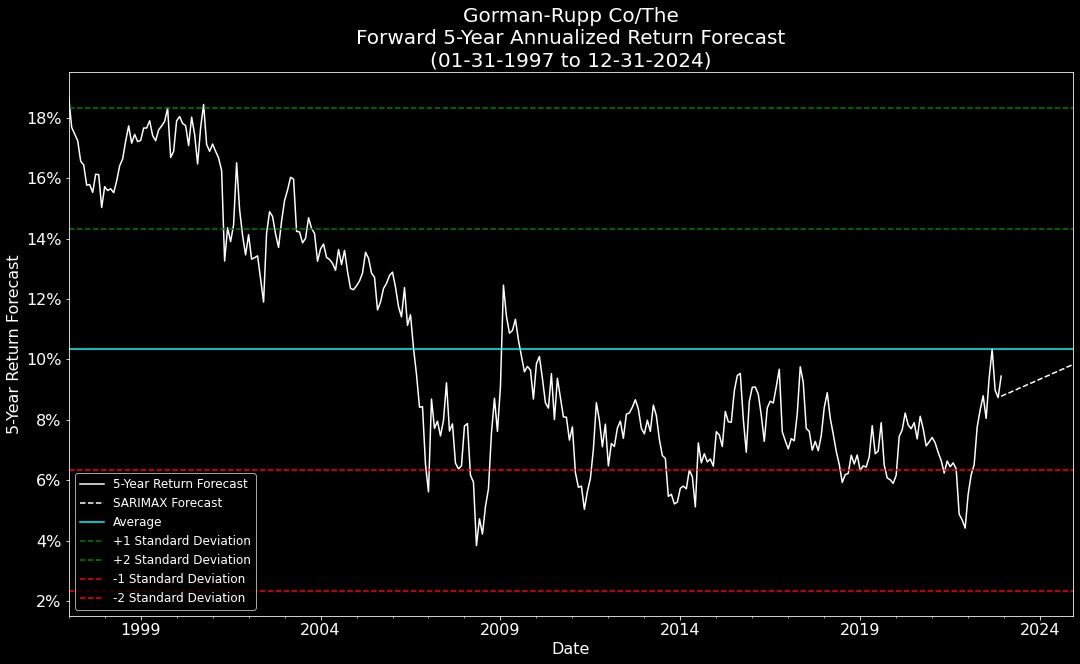 Gorman-Rupp Co/The
Forward 5-Year Annualized Return Forecast
(01-31-1997 to 12-31-2024)
5-Year Return Forecast
18%
16%
14%
12%
10%
8%
6%
4%
2%
5-Year Return Forecast
SARIMAX Forecast
Average
+1 Standard Deviation
+2 Standard Deviation
-1 Standard Deviation
-2 Standard Deviation
1999 2004 2009 2014 2019 2024
Date